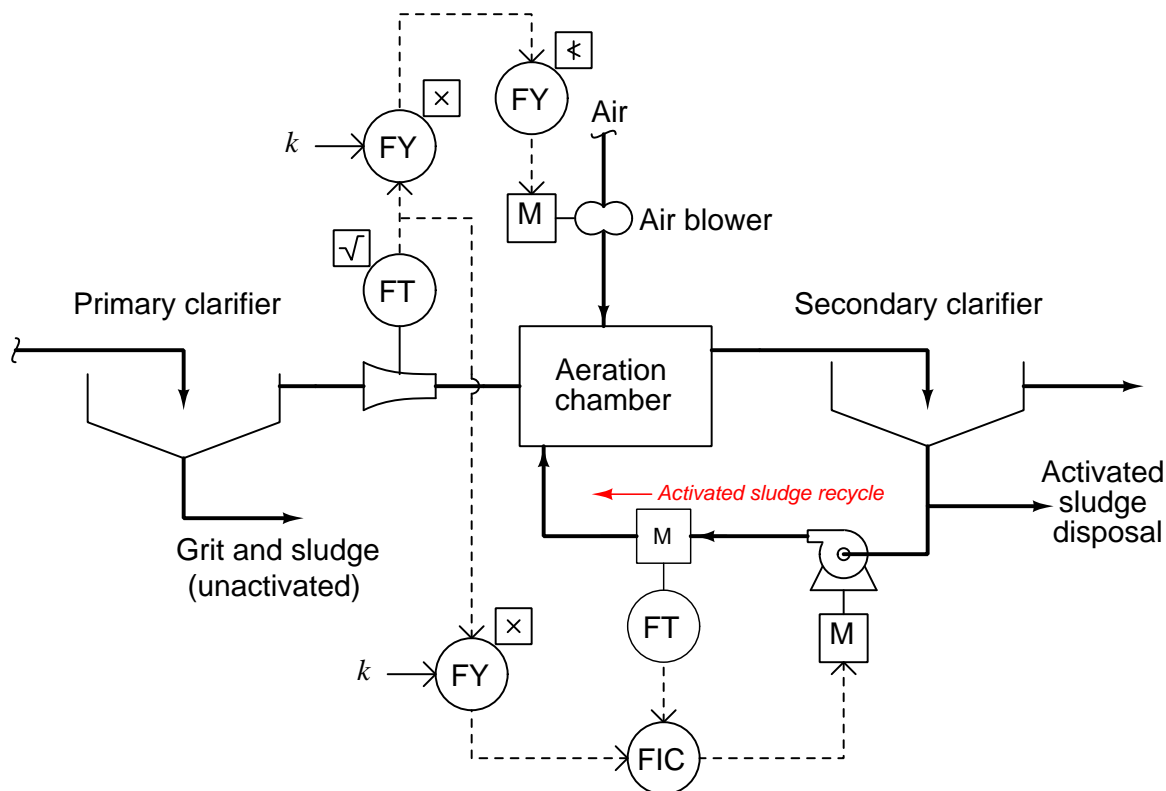 FY
∢
×
Air
k
FY
M
Air blower
√
FT
Primary clarifier
Secondary clarifier
Aeration
chamber
Activated sludge recycle
Activated
sludge
disposal
M
Grit and sludge
(unactivated)
×
FT
M
k
FY
FIC